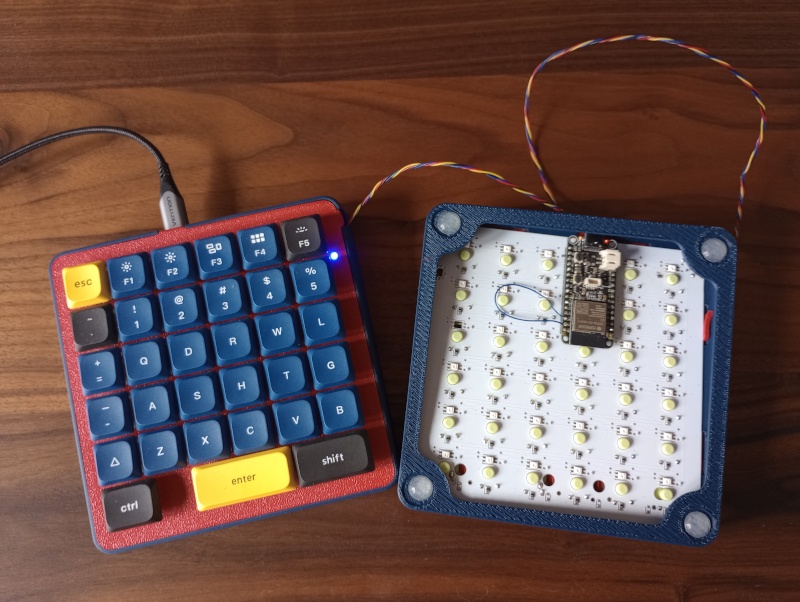 esc F1 F2 F3 F4 F5
~ ! 1 @ 2 # 3 $ 4 % 5
+ = Q D R W L
_ - A S H T G
Z X C V B
ctrl enter shift